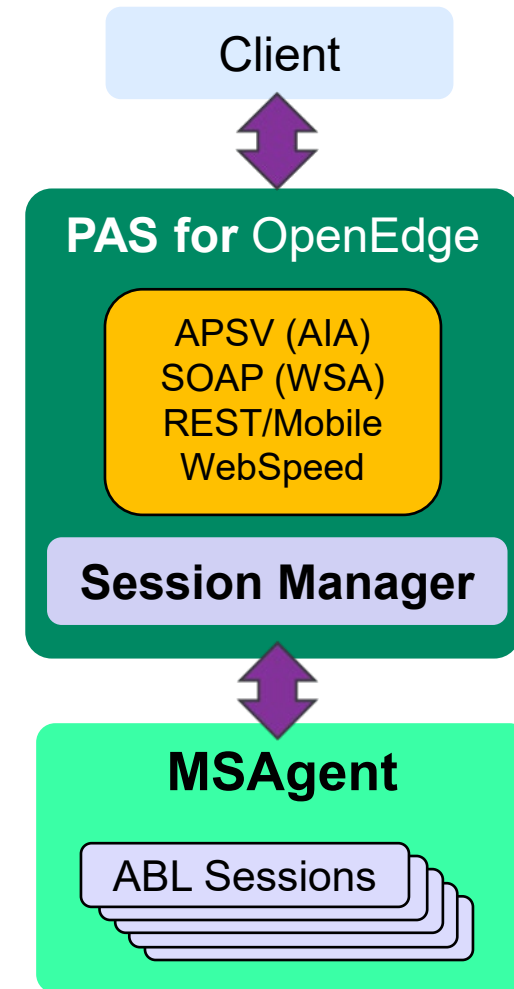 Client
PAS for OpenEdge
APSV (AIA)
SOAP (WSA)
REST/Mobile
WebSpeed
Session Manager
MSAgent
ABL Sessions